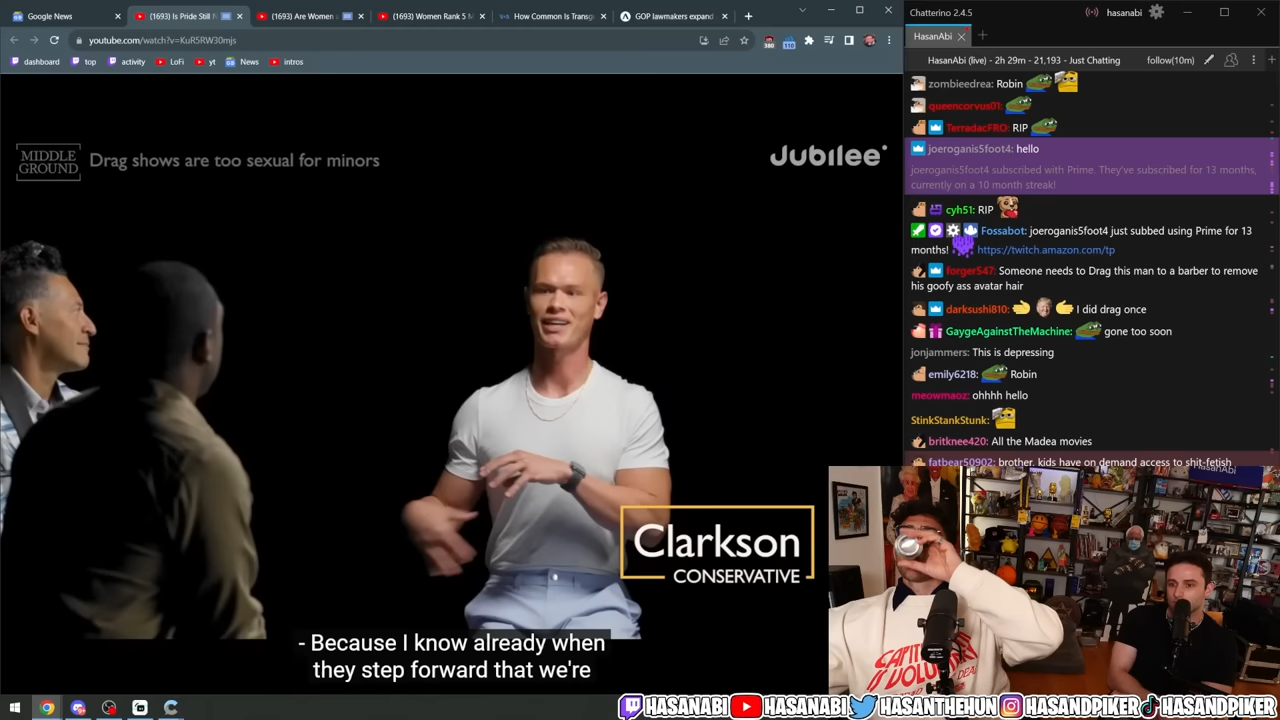 Google News
(1693) Is Pride Still N
(1693) Are Women
(1693) Women Rank 5 M
How Common Is Transg
GOP lawmakers expand
youtube.com/watch?v=KuR5RW30mjs
380
110
dashboard
top
activity
LoFi
yt
News
intros
MIDDLE
GROUND
Drag shows are too sexual for minors
Jubilee
Clarkson
CONSERVATIVE
- Because I know already when
they step forward that we're
Chatterino 2.4.5
hasanabi
HasanAbi
HasanAbi (live) - 2h 29m - 21,193 - Just Chatting
follow(10m)
zombieedrea: Robin
queencorvus01:
TerradacFRO: RIP
joeroganis5foot4: hello
joeroganis5foot4 subscribed with Prime. They've subscribed for 13 months,
currently on a 10 month streak!
cyh51: RIP
Fossabot: joeroganis5foot4 just subbed using Prime for 13
months! https://twitch.amazon.com/tp
forger547: Someone needs to Drag this man to a barber to remove
his goofy ass avatar hair
darksushi810: I did drag once
GaygeAgainstTheMachine: gone too soon
jonjammers: This is depressing
emily6218: Robin
meowmaoz: ohhhh hello
StinkStankStunk:
britknee420: All the Madea movies
fatbear50902: brother, kids have on demand access to shit-fetish
HasanAbi
HASANABI
HASANABI
HASANTHEHUN
HASANDPIKER
HASANDPIKER